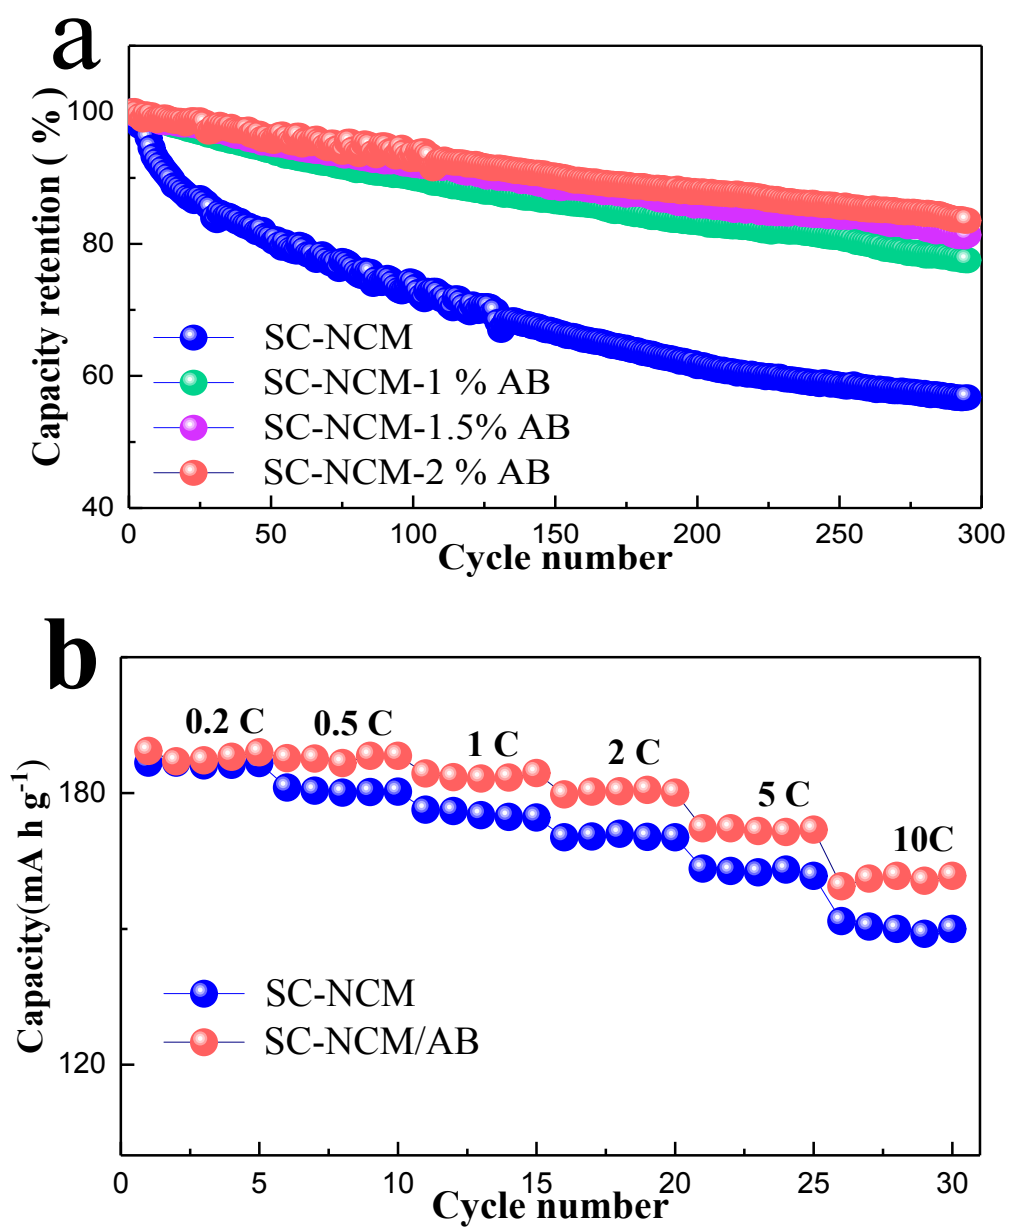 a
Capacity retention ( %)
100
80
60
40
SC-NCM
SC-NCM-1 % AB
SC-NCM-1.5% AB
SC-NCM-2 % AB
0 50 100 150 200 250 300
Cycle number
b
Capacity(mA h g-1)
180
120
0.2 C 0.5 C 1 C 2 C 5 C 10C
SC-NCM
SC-NCM/AB
0 5 10 15 20 25 30
Cycle number